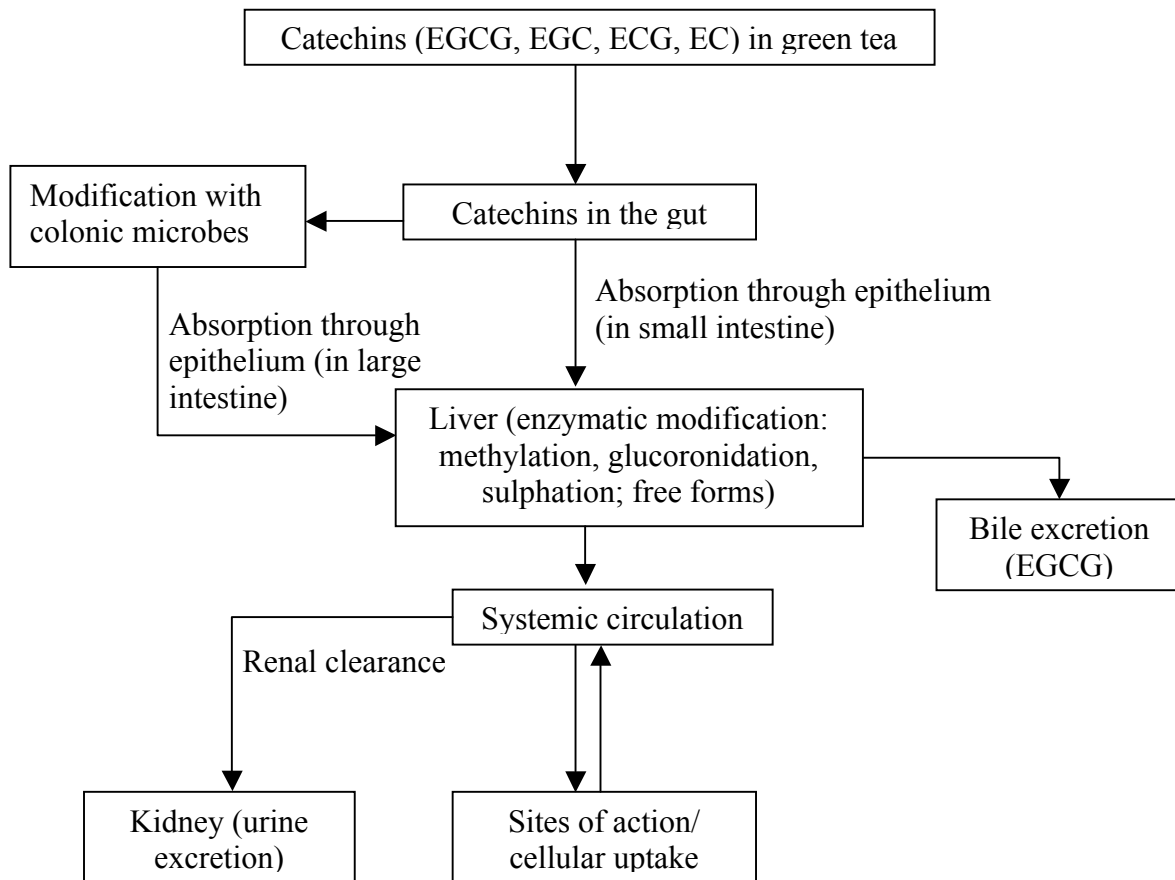 Catechins (EGCG, EGC, ECG, EC) in green tea
Modification with
colonic microbes
Catechins in the gut
Absorption through epithelium
(in small intestine)
Absorption through
epithelium (in large
intestine)
Liver (enzymatic modification:
methylation, glucoronidation,
sulphation; free forms)
Bile excretion
(EGCG)
Systemic circulation
Renal clearance
Kidney (urine
excretion)
Sites of action/
cellular uptake